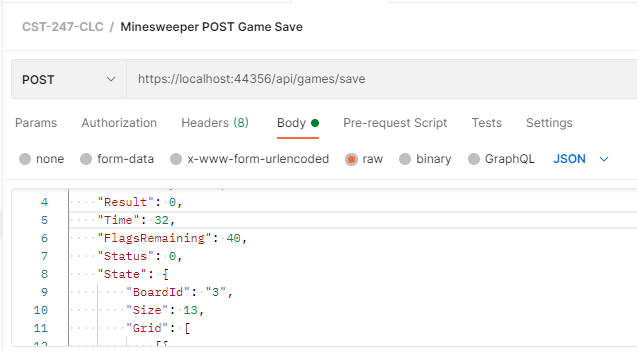 CST-247-CLC / Minesweeper POST Game Save
POST https://localhost:44356/api/games/save
Params Authorization Headers (8) Body Pre-request Script Tests Settings
none form-data x-www-form-urlencoded raw binary GraphQL JSON
4 "Result": 0,
5 "Time": 32,
6 "FlagsRemaining": 40,
7 "Status": 0,
8 "State": {
9 "BoardId": "3",
10 "Size": 13,
11 "Grid": [
12 [{